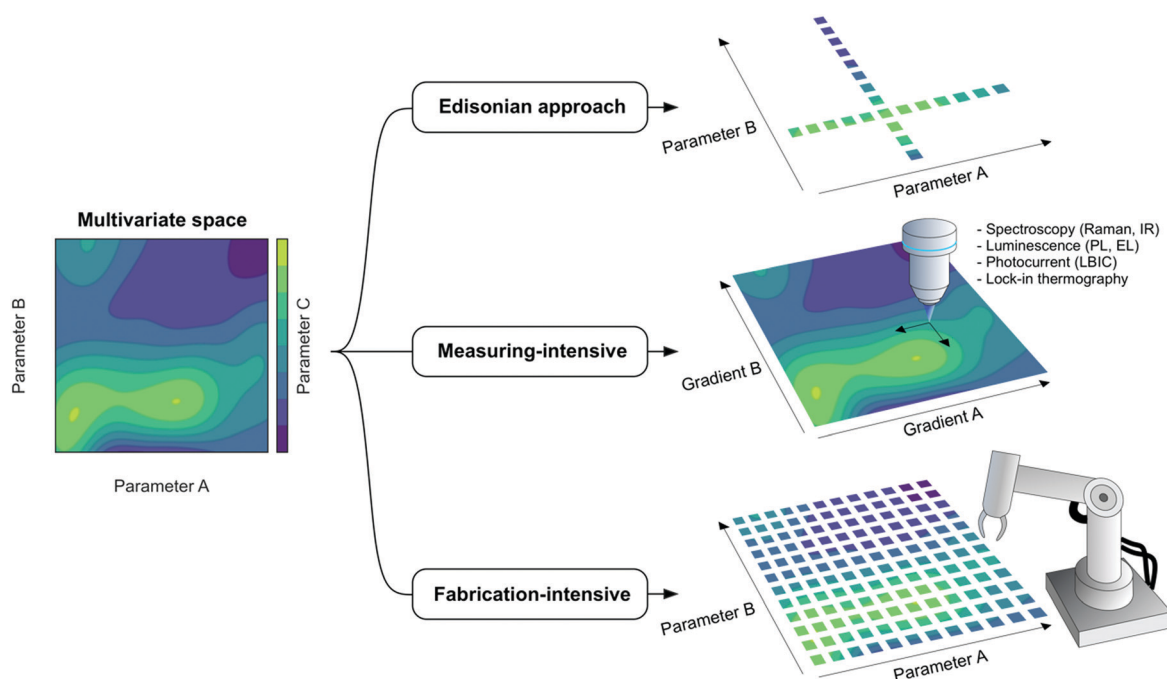 Multivariate space
Parameter B
Parameter A
Parameter C
Edisonian approach
Parameter B
Parameter A
Measuring-intensive
- Spectroscopy (Raman, IR)
- Luminescence (PL, EL)
- Photocurrent (LBIC)
- Lock-in thermography
Gradient B
Gradient A
Fabrication-intensive
Parameter B
Parameter A